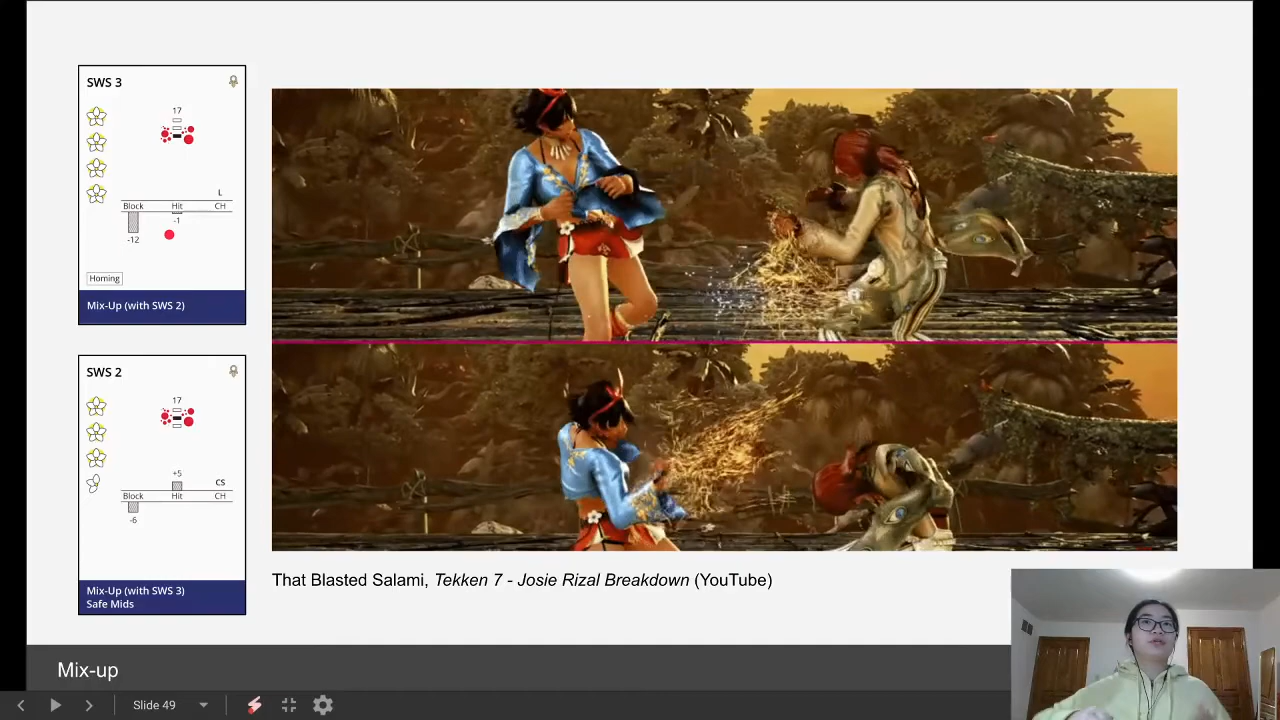 SWS 3
17
L
Block Hit CH
-1
-12
Homing
Mix-Up (with SWS 2)
SWS 2
17
+5
CS
Block Hit CH
-6
Mix-Up (with SWS 3)
Safe Mids
That Blasted Salami, Tekken 7 - Josie Rizal Breakdown (YouTube)
Mix-up
Slide 49